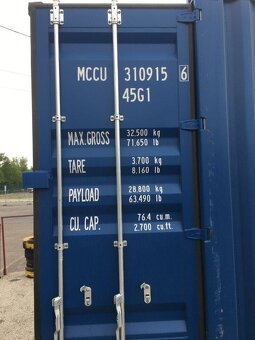 MCCU 310915 6
45G1
MAX.GROSS 32.500 kg
71.650 lb
TARE 3.700 kg
8.160 lb
PAYLOAD 28.800 kg
63.490 lb
CU. CAP. 76.4 cu.m.
2.700 cu.ft.